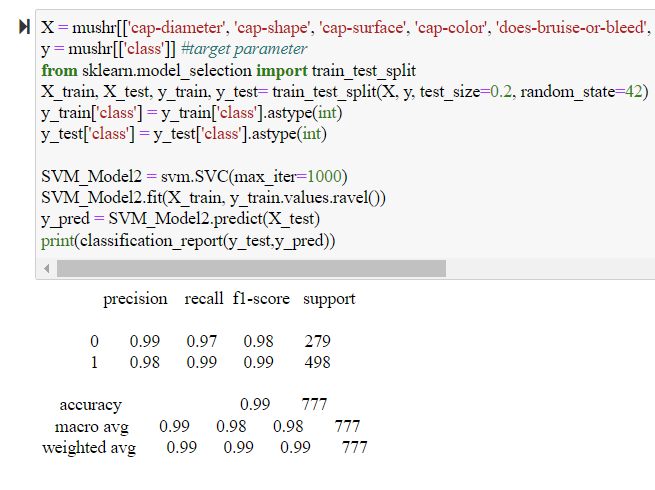 X = mushr[['cap-diameter', 'cap-shape', 'cap-surface', 'cap-color', 'does-bruise-or-bleed',
y = mushr[['class']] #target parameter
from sklearn.model_selection import train_test_split
X_train, X_test, y_train, y_test= train_test_split(X, y, test_size=0.2, random_state=42)
y_train['class'] = y_train['class'].astype(int)
y_test['class'] = y_test['class'].astype(int)
SVM_Model2 = svm.SVC(max_iter=1000)
SVM_Model2.fit(X_train, y_train.values.ravel())
y_pred = SVM_Model2.predict(X_test)
print(classification_report(y_test,y_pred))
precision recall f1-score support
0 0.99 0.97 0.98 279
1 0.98 0.99 0.99 498
accuracy 0.99 777
macro avg 0.99 0.98 0.98 777
weighted avg 0.99 0.99 0.99 777